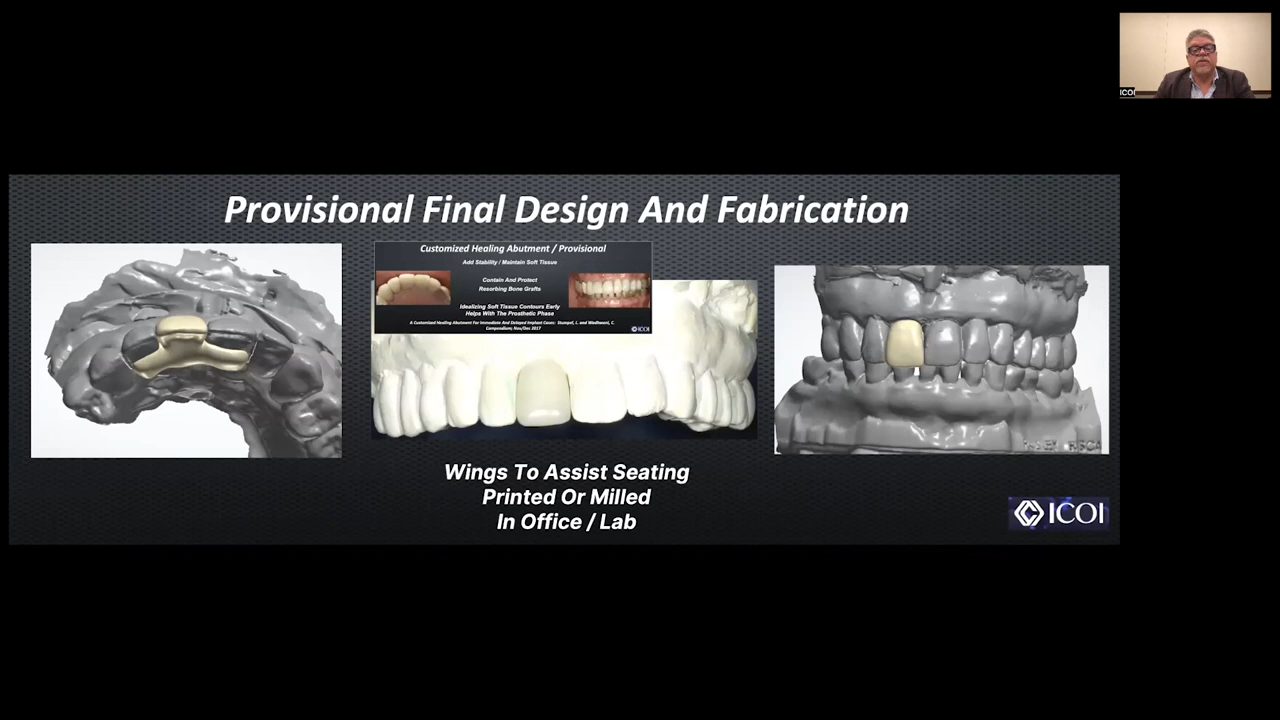 ICOI
Provisional Final Design And Fabrication
Customized Healing Abutment / Provisional
Add Stability / Maintain Soft Tissue
Contain And Protect
Resorbing Bone Grafts
Idealizing Soft Tissue Contours Early
Helps With The Prosthetic Phase
A Customized Healing Abutment For Immediate And Delayed Implant Cases: Stumpel, L and Wadhwani, C.
Compendium; Nov/Dec 2017
ICOI
Wings To Assist Seating
Printed Or Milled
In Office / Lab
ICOI